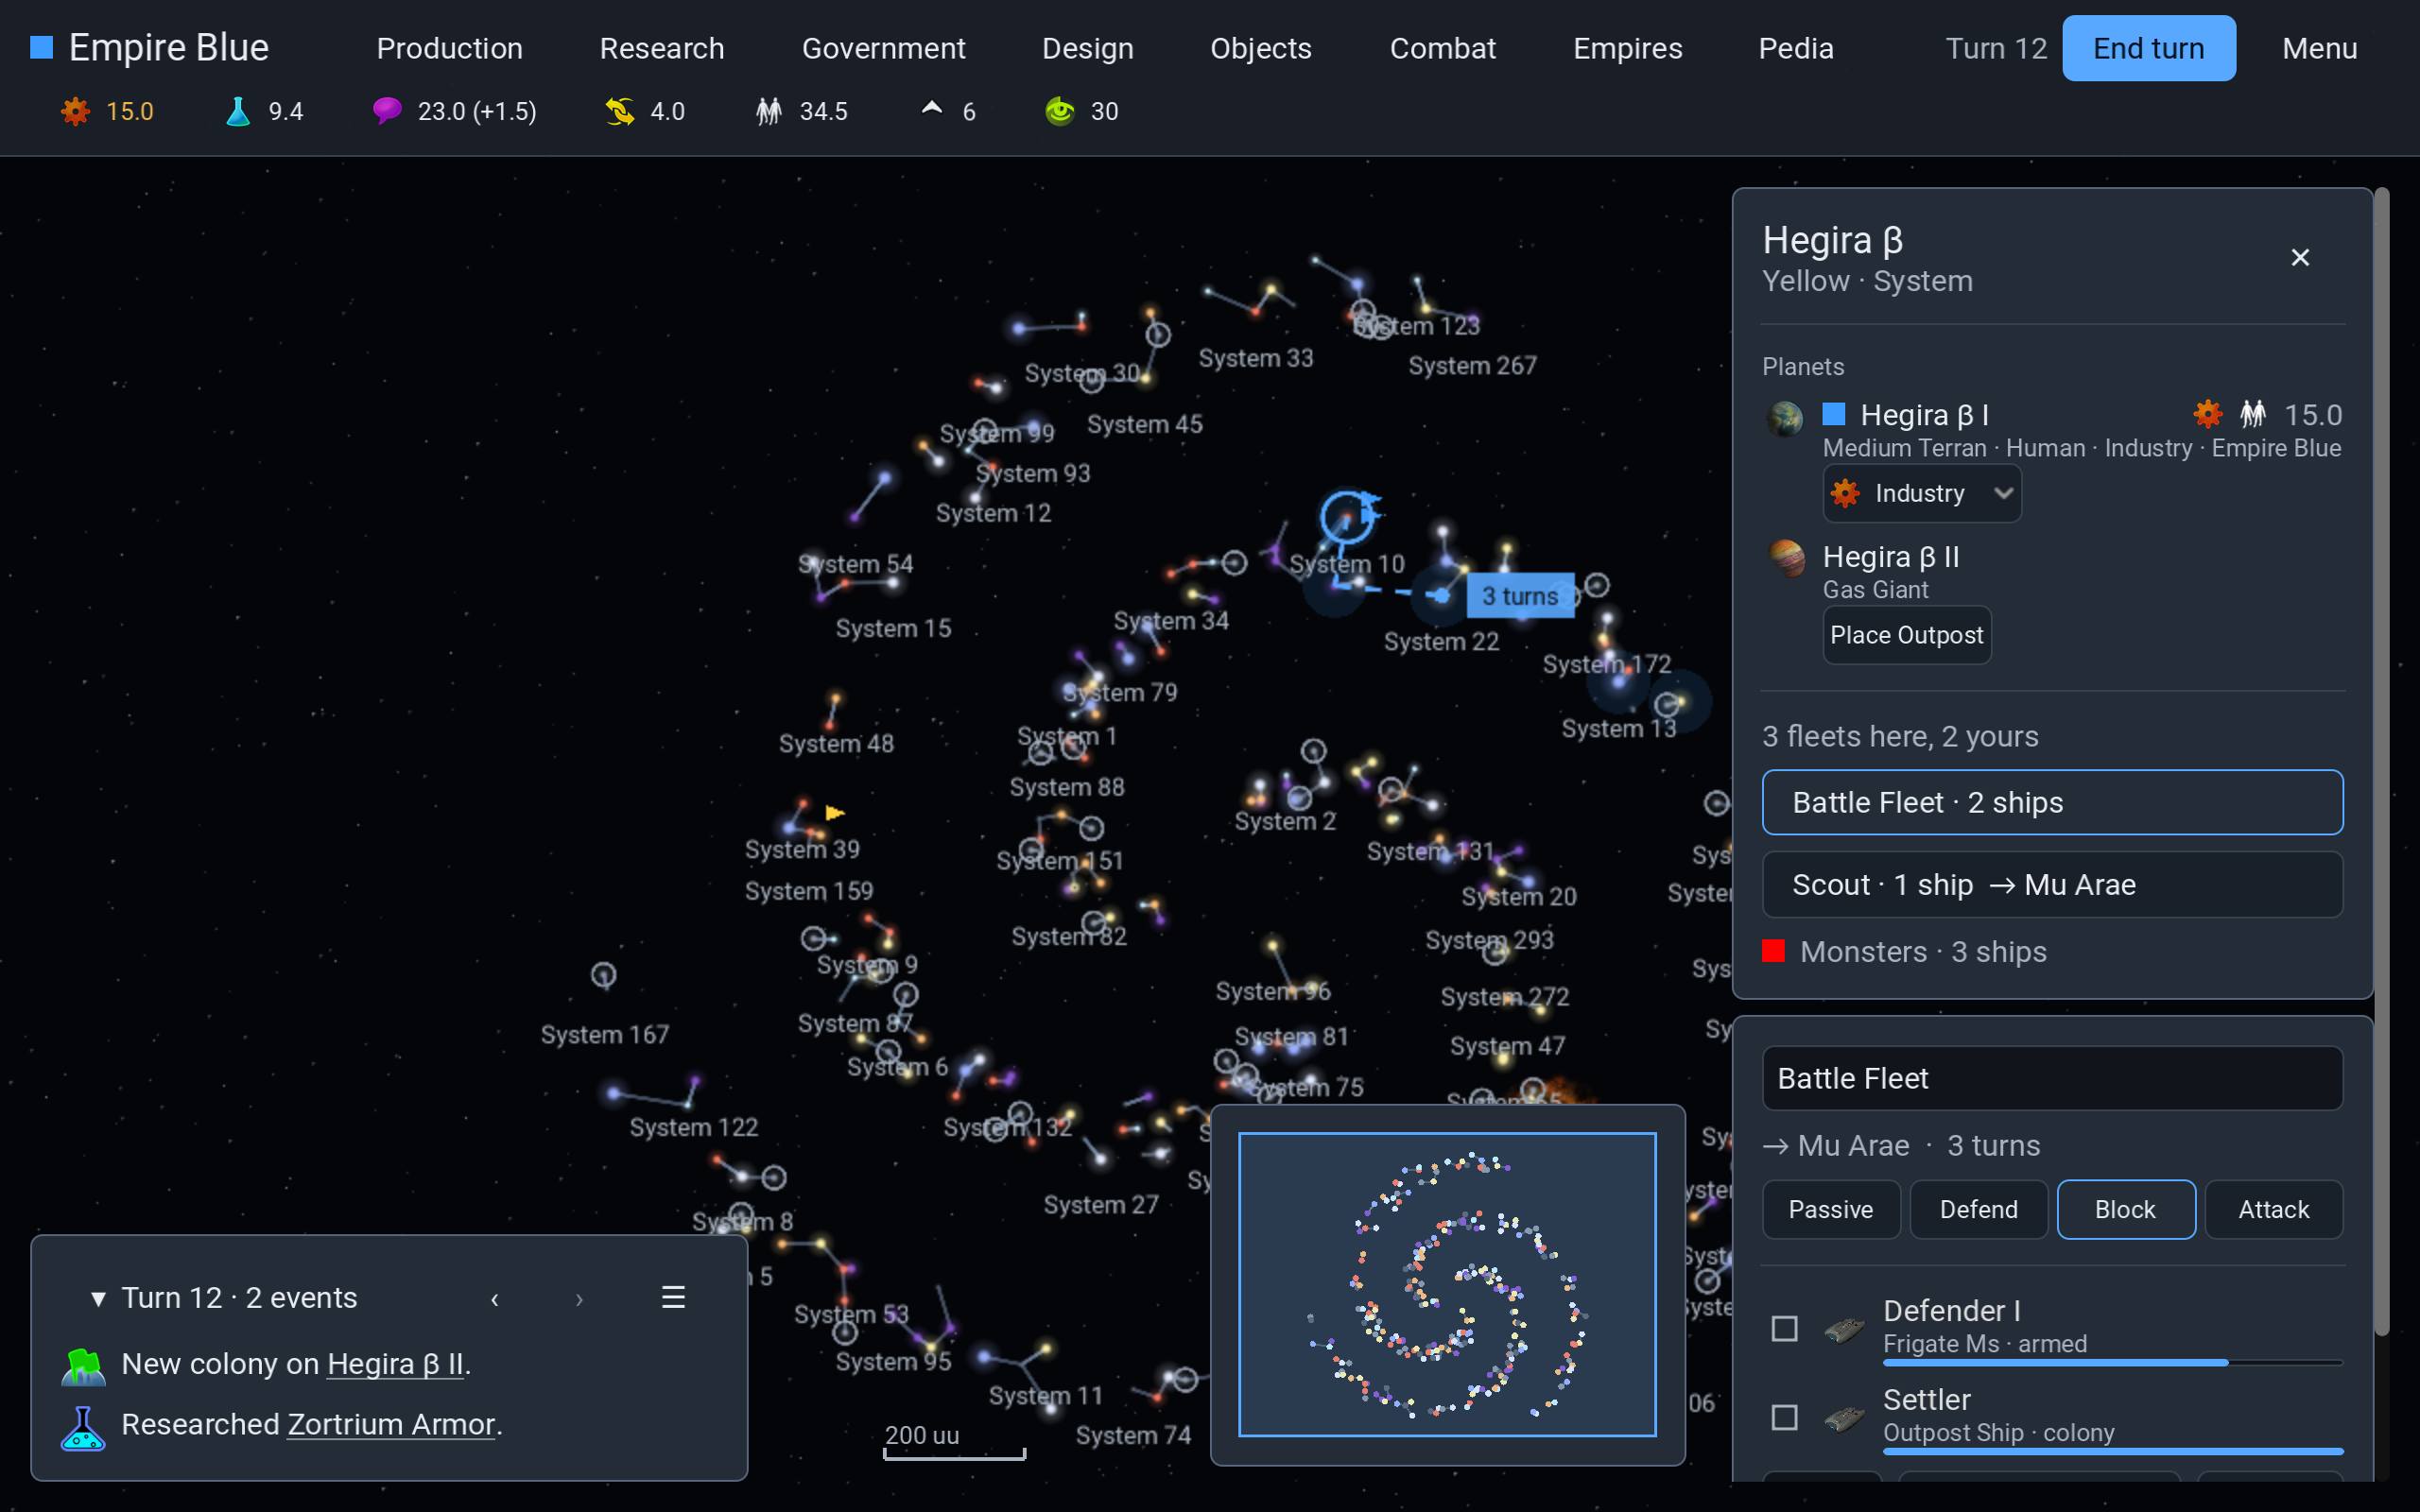 Empire Blue
Production
Research
Government
Design
Objects
Combat
Empires
Pedia
Turn 12
End turn
Menu
15.0
9.4
23.0 (+1.5)
4.0
34.5
6
30
System 123
System 33
System 267
System 30
System 45
System 99
System 93
System 12
System 54
System 10
System 15
System 34
3 turns
System 22
System 172
System 79
System 13
System 1
System 48
System 88
System 2
System 39
System 151
System 131
System 159
System 20
System 82
System 293
System 9
System 96
System 272
System 87
System 167
System 81
System 47
System 6
System 75
System 122
System 132
System 27
System 8
System 53
System 95
System 11
System 74
200 uu
Hegira β
Yellow · System
Planets
Hegira β I
15.0
Medium Terran · Human · Industry · Empire Blue
Industry
Hegira β II
Gas Giant
Place Outpost
3 fleets here, 2 yours
Battle Fleet · 2 ships
Scout · 1 ship → Mu Arae
Monsters · 3 ships
Battle Fleet
→ Mu Arae · 3 turns
Passive
Defend
Block
Attack
Defender I
Frigate Ms · armed
Settler
Outpost Ship · colony
▼ Turn 12 · 2 events
‹ › ☰
New colony on Hegira β II.
Researched Zortrium Armor.